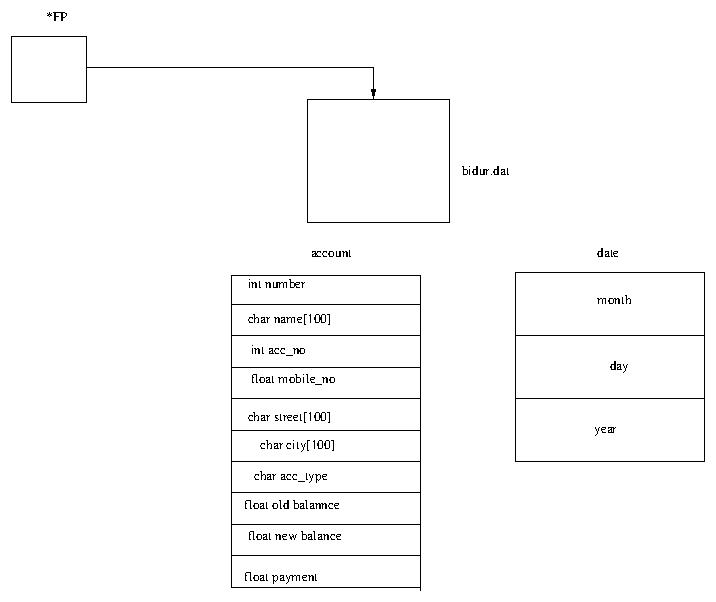 *FP
bidur.dat
account
int number
char name[100]
int acc_no
float mobile_no
char street[100]
char city[100]
char acc_type
float old balannce
float new balance
float payment
date
month
day
year